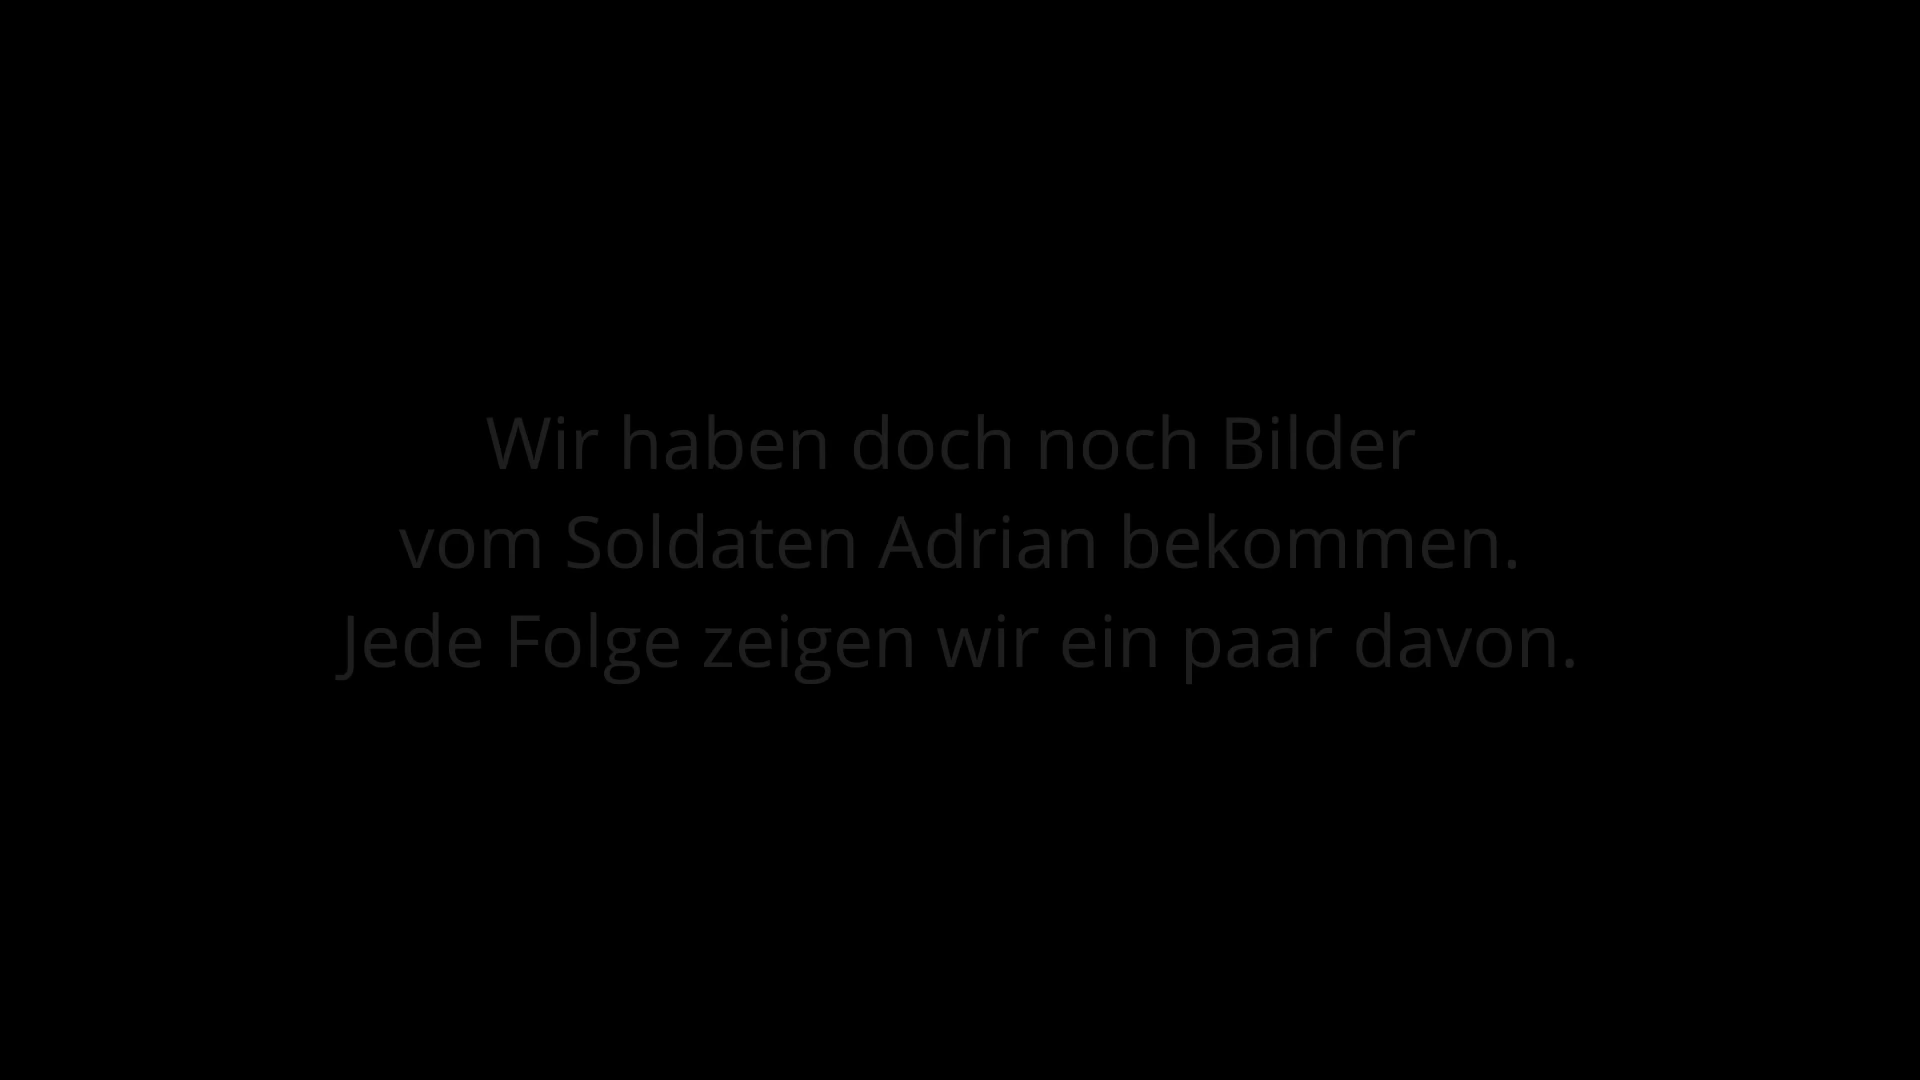 Wir haben doch noch Bilder
vom Soldaten Adrian bekommen.
Jede Folge zeigen wir ein paar davon.